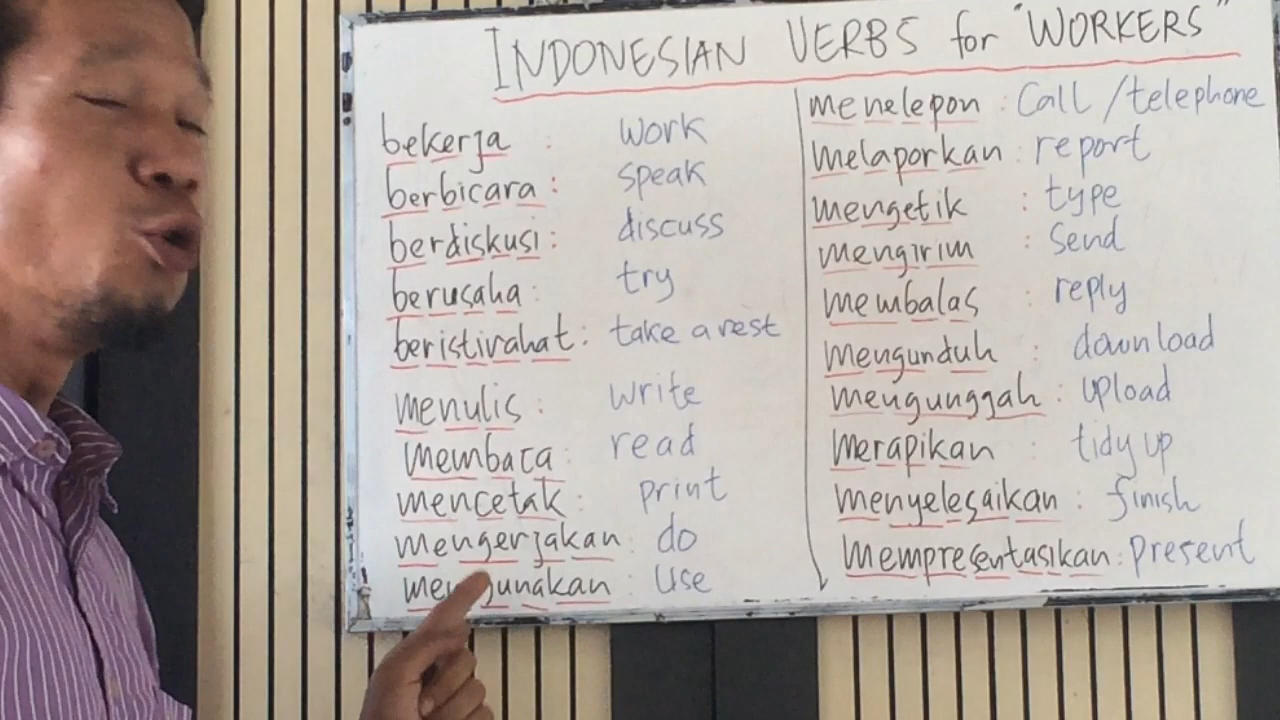 INDONESIAN VERBS for "WORKERS"
bekerja : work
berbicara : speak
berdiskusi : discuss
berusaha : try
beristirahat : take a rest
menulis : write
membaca : read
mencetak : print
mengerjakan : do
menggunakan : use
menelepon : Call / telephone
melaporkan : report
mengetik : type
mengirim : Send
membalas : reply
mengunduh : download
mengunggah : upload
merapikan : tidy up
menyelesaikan : finish
mempresentasikan : present